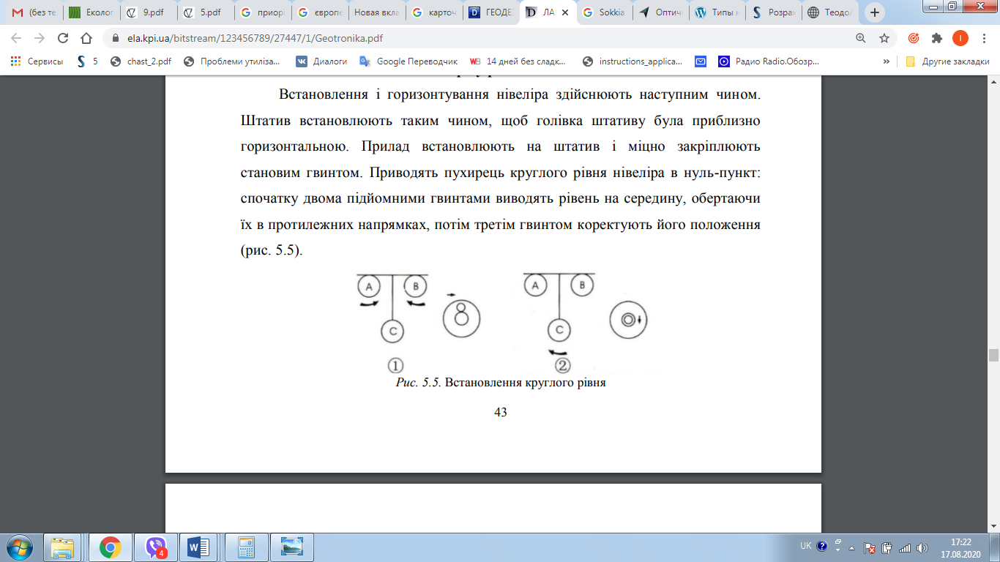 (без те
Еколог
9.pdf
5.pdf
приорі
європе
Новая вкла
карточ
ГЕОДЕ
ЛА
Sokkia
Оптич
Типы н
Розрах
Теодол
ela.kpi.ua/bitstream/123456789/27447/1/Geotronika.pdf
I
Сервисы
5
chast_2.pdf
Проблеми утиліза...
Диалоги
Google Переводчик
14 дней без сладк...
instructions_applica...
Радио Radio.Обозр...
»
Другие закладки
Встановлення і горизонтування нівеліра здійснюють наступним чином.
Штатив встановлюють таким чином, щоб голівка штативу була приблизно
горизонтальною. Прилад встановлюють на штатив і міцно закріплюють
становим гвинтом. Приводять пухирець круглого рівня нівеліра в нуль-пункт:
спочатку двома підйомними гвинтами виводять рівень на середину, обертаючи
їх в протилежних напрямках, потім третім гвинтом коректують його положення
(рис. 5.5).
A B
C
1
A B
C
2
Рис. 5.5. Встановлення круглого рівня
43
4
UK
17:22
17.08.2020